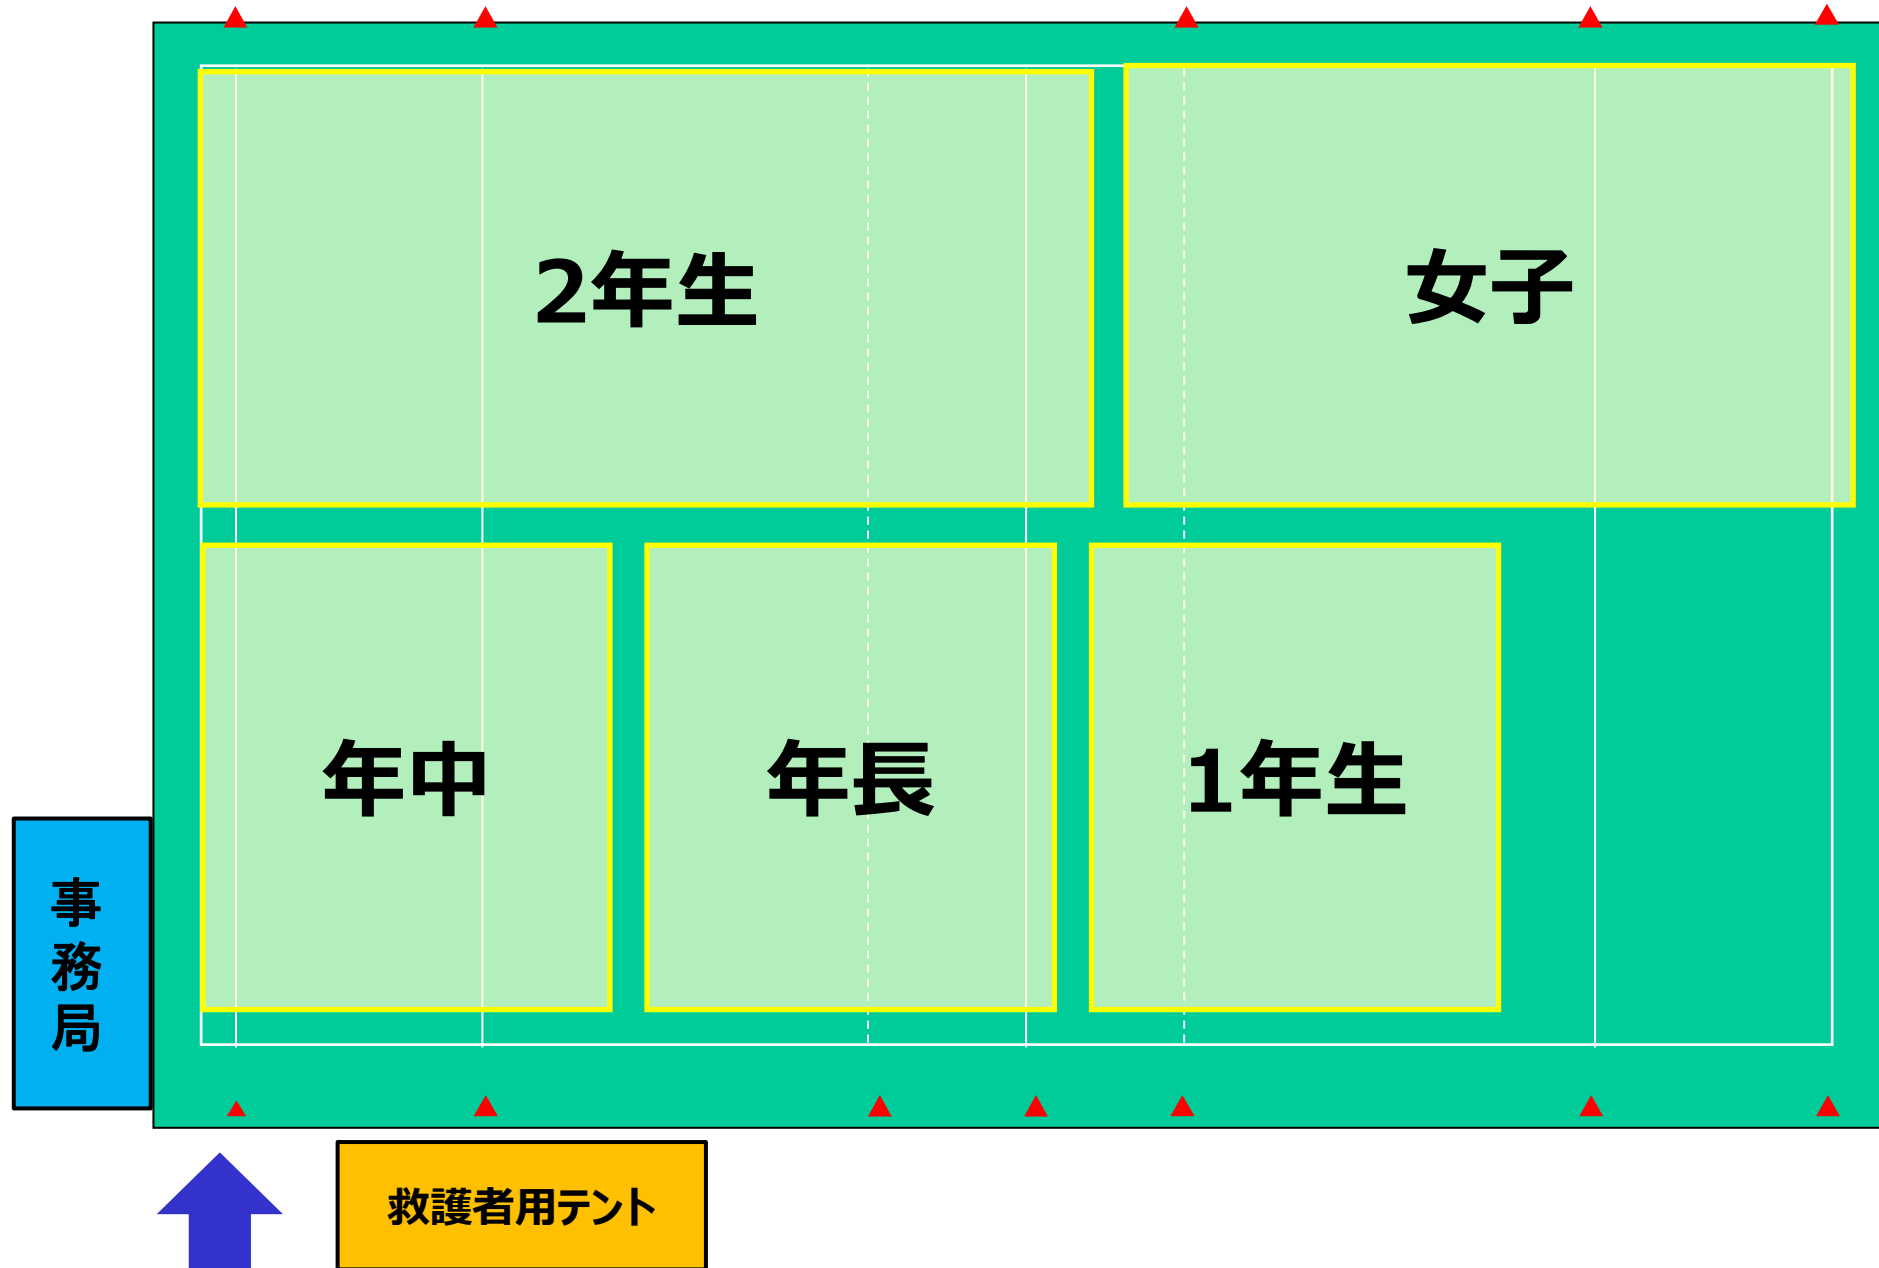 2年生
女子
年中
年長
1年生
事務局
救護者用テント